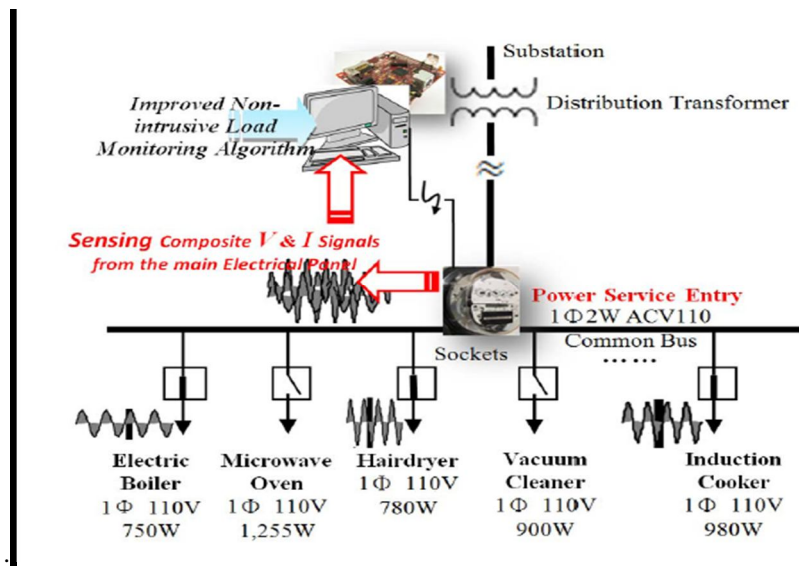 Substation
Distribution Transformer
Improved Non-
intrusive Load
Monitoring Algorithm
Sensing Composite V & I Signals
from the main Electrical Panel
Power Service Entry
1Φ2W ACV110
Common Bus
Sockets
......
Electric
Boiler
1Φ 110V
750W
Microwave
Oven
1Φ 110V
1,255W
Hairdryer
1Φ 110V
780W
Vacuum
Cleaner
1Φ 110V
900W
Induction
Cooker
1Φ 110V
980W